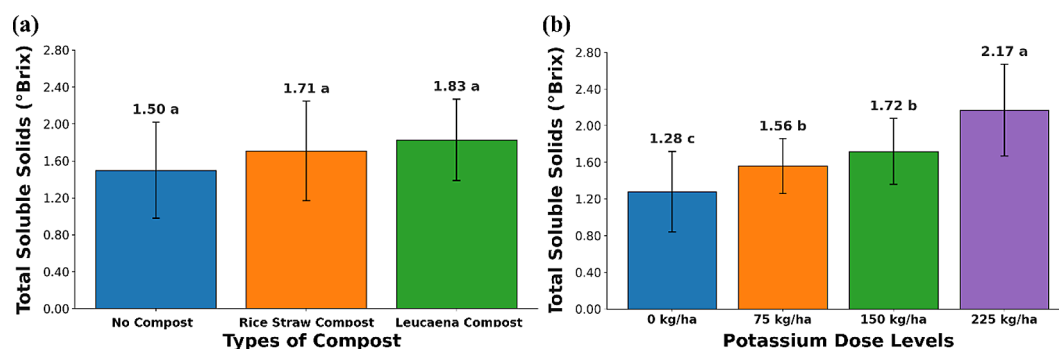 (a)
Total Soluble Solids (°Brix)
2.80
2.40
2.00
1.60
1.20
0.80
0.40
0.00
1.50 a
1.71 a
1.83 a
No Compost
Rice Straw Compost
Leucaena Compost
Types of Compost
(b)
Total Soluble Solids (°Brix)
2.80
2.40
2.00
1.60
1.20
0.80
0.40
0.00
1.28 c
1.56 b
1.72 b
2.17 a
0 kg/ha
75 kg/ha
150 kg/ha
225 kg/ha
Potassium Dose Levels